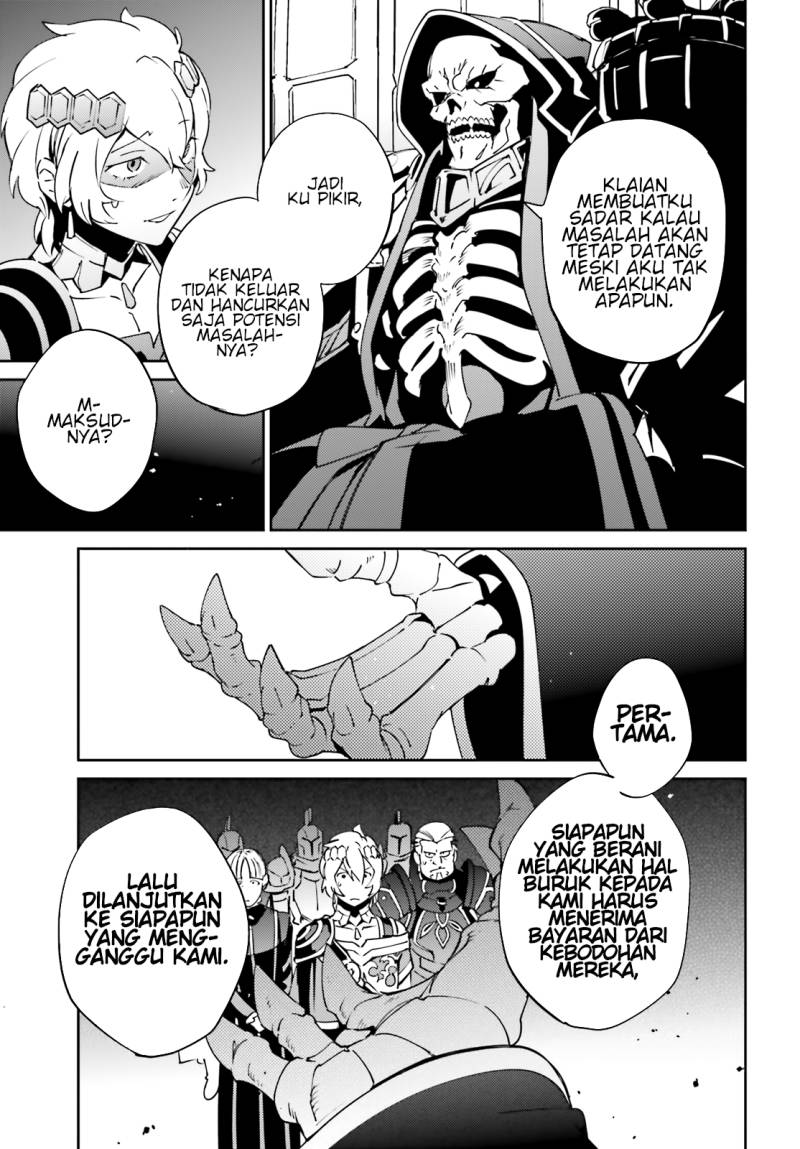 KLAIAN
MEMBUATKU
SADAR KALAU
MASALAH AKAN
TETAP DATANG
MESKI AKU TAK
MELAKUKAN
APAPUN.
JADI
KU PIKIR,
KENAPA
TIDAK KELUAR
DAN HANCURKAN
SAJA POTENSI
MASALAH-
NYA?
M-
MAKSUD-
NYA?
PER-
TAMA.
SIAPAPUN
YANG BERANI
MELAKUKAN HAL
BURUK KEPADA
KAMI HARUS
MENERIMA
BAYARAN DARI
KEBODOHAN
MEREKA,
LALU
DILANJUTKAN
KE SIAPAPUN
YANG MENG-
GANGGU KAMI.